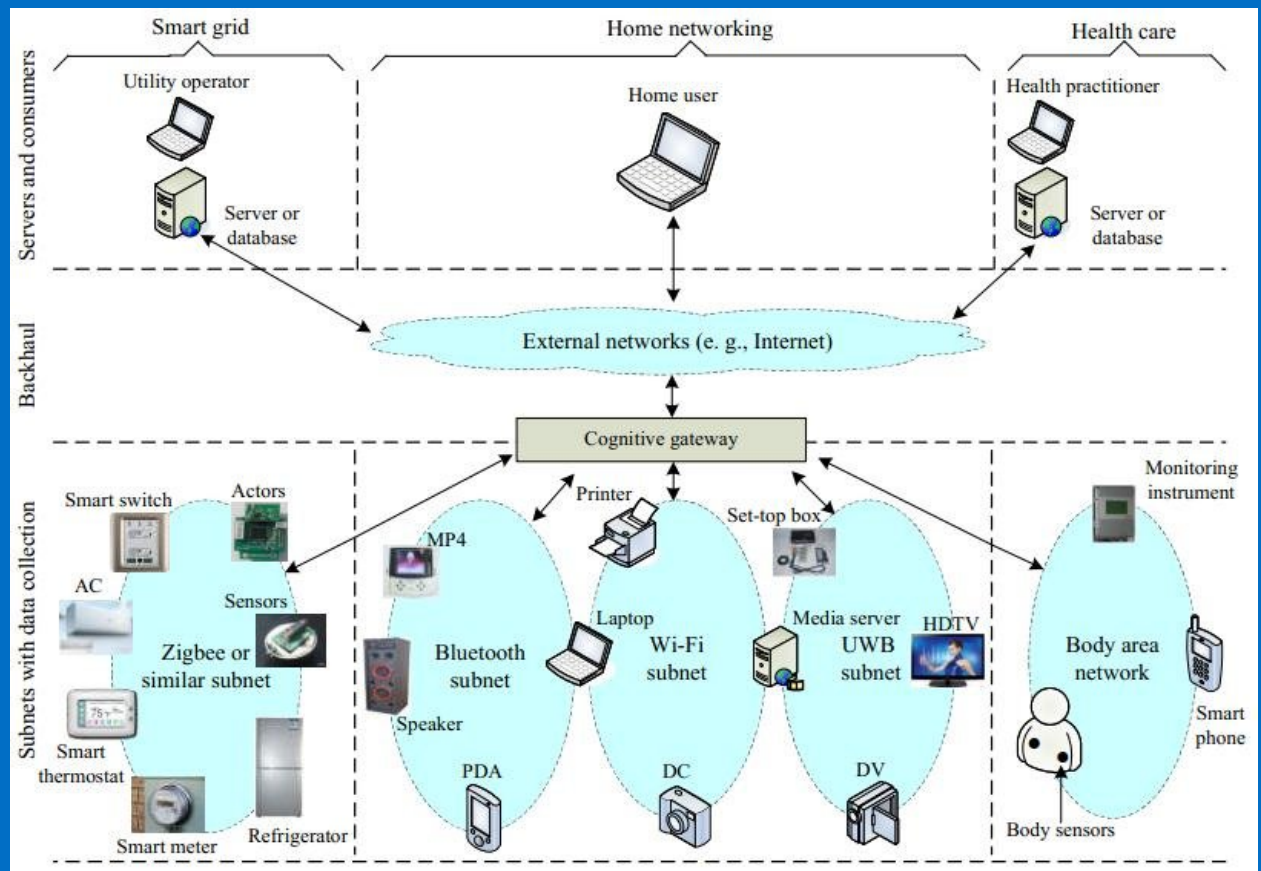 Smart grid
Home networking
Health care
Servers and consumers
Utility operator
Home user
Health practitioner
Server or
database
Server or
database
Backhaul
External networks (e. g., Internet)
Cognitive gateway
Subnets with data collection
Smart switch
Actors
AC
Sensors
Zigbee or
similar subnet
75
Smart
thermostat
Smart meter
Refrigerator
MP4
Printer
Laptop
Bluetooth
subnet
Speaker
PDA
Wi-Fi
subnet
DC
Set-top box
Media server
HDTV
UWB
subnet
DV
Monitoring
instrument
Body area
network
Smart
phone
Body sensors